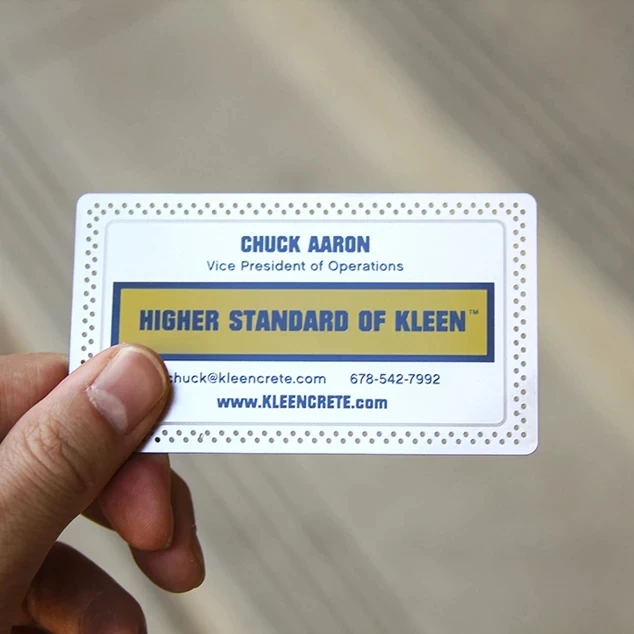 CHUCK AARON
Vice President of Operations
HIGHER STANDARD OF KLEEN™
chuck@kleencrete.com 678-542-7992
www.KLEENCRETE.com